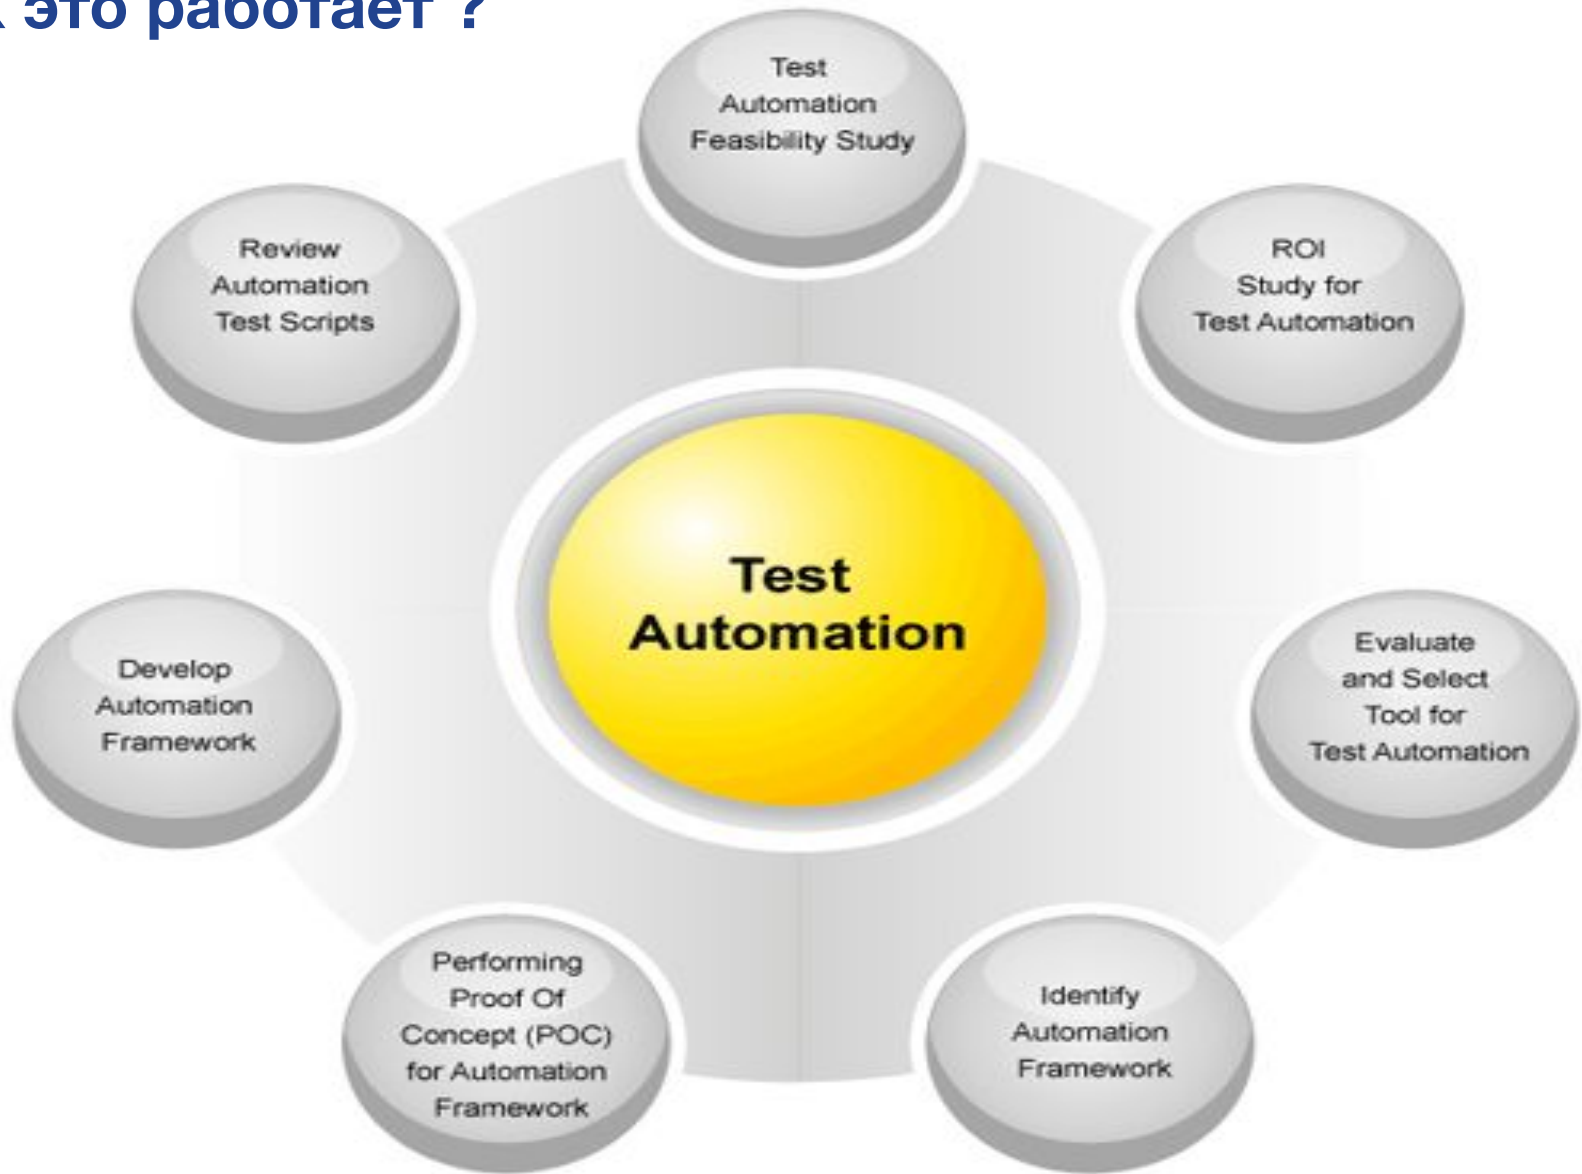 это работает ?
Test
Automation
Feasibility Study
ROI
Study for
Test Automation
Evaluate
and Select
Tool for
Test Automation
Identify
Automation
Framework
Performing
Proof Of
Concept (POC)
for Automation
Framework
Develop
Automation
Framework
Review
Automation
Test Scripts
Test
Automation